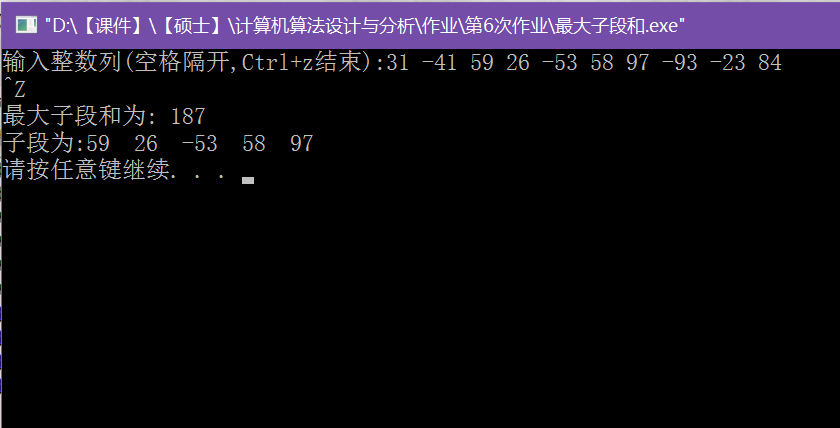 "D:\【课件】\【硕士】\计算机算法设计与分析\作业\第6次作业\最大子段和.exe"
输入整数列(空格隔开,Ctrl+z结束):31 -41 59 26 -53 58 97 -93 -23 84
^Z
最大子段和为: 187
子段为:59  26  -53  58  97
请按任意键继续. . .